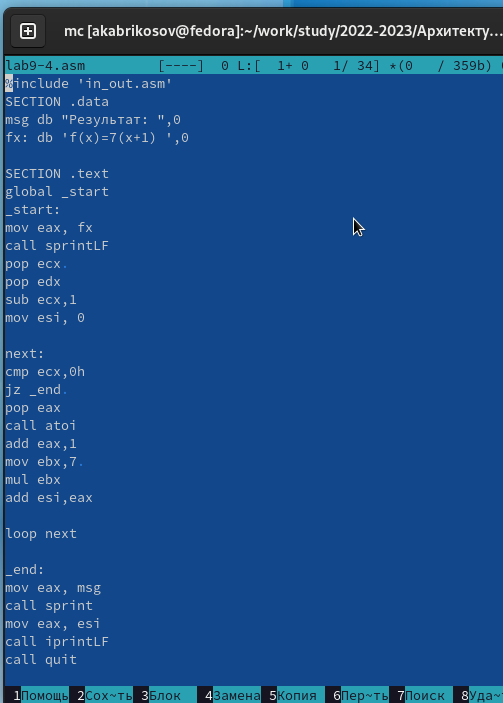 mc [akabrikosov@fedora]:~/work/study/2022-2023/Архитекту...
lab9-4.asm [----] 0 L:[ 1+ 0 1/ 34] *(0 / 359b)
%include 'in_out.asm'
SECTION .data
msg db "Результат: ",0
fx: db 'f(x)=7(x+1) ',0
SECTION .text
global _start
_start:
mov eax, fx
call sprintLF
pop ecx
pop edx
sub ecx,1
mov esi, 0
next:
cmp ecx,0h
jz _end
pop eax
call atoi
add eax,1
mov ebx,7
mul ebx
add esi,eax
loop next
_end:
mov eax, msg
call sprint
mov eax, esi
call iprintLF
call quit
1Помощь 2Сох~ть 3Блок 4Замена 5Копия 6Пер~ть 7Поиск 8Уда~